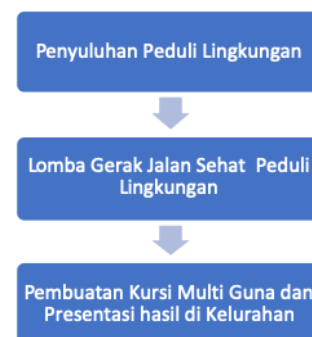 Penyuluhan Peduli Lingkungan
Lomba Gerak Jalan Sehat Peduli
Lingkungan
Pembuatan Kursi Multi Guna dan
Presentasi hasil di Kelurahan